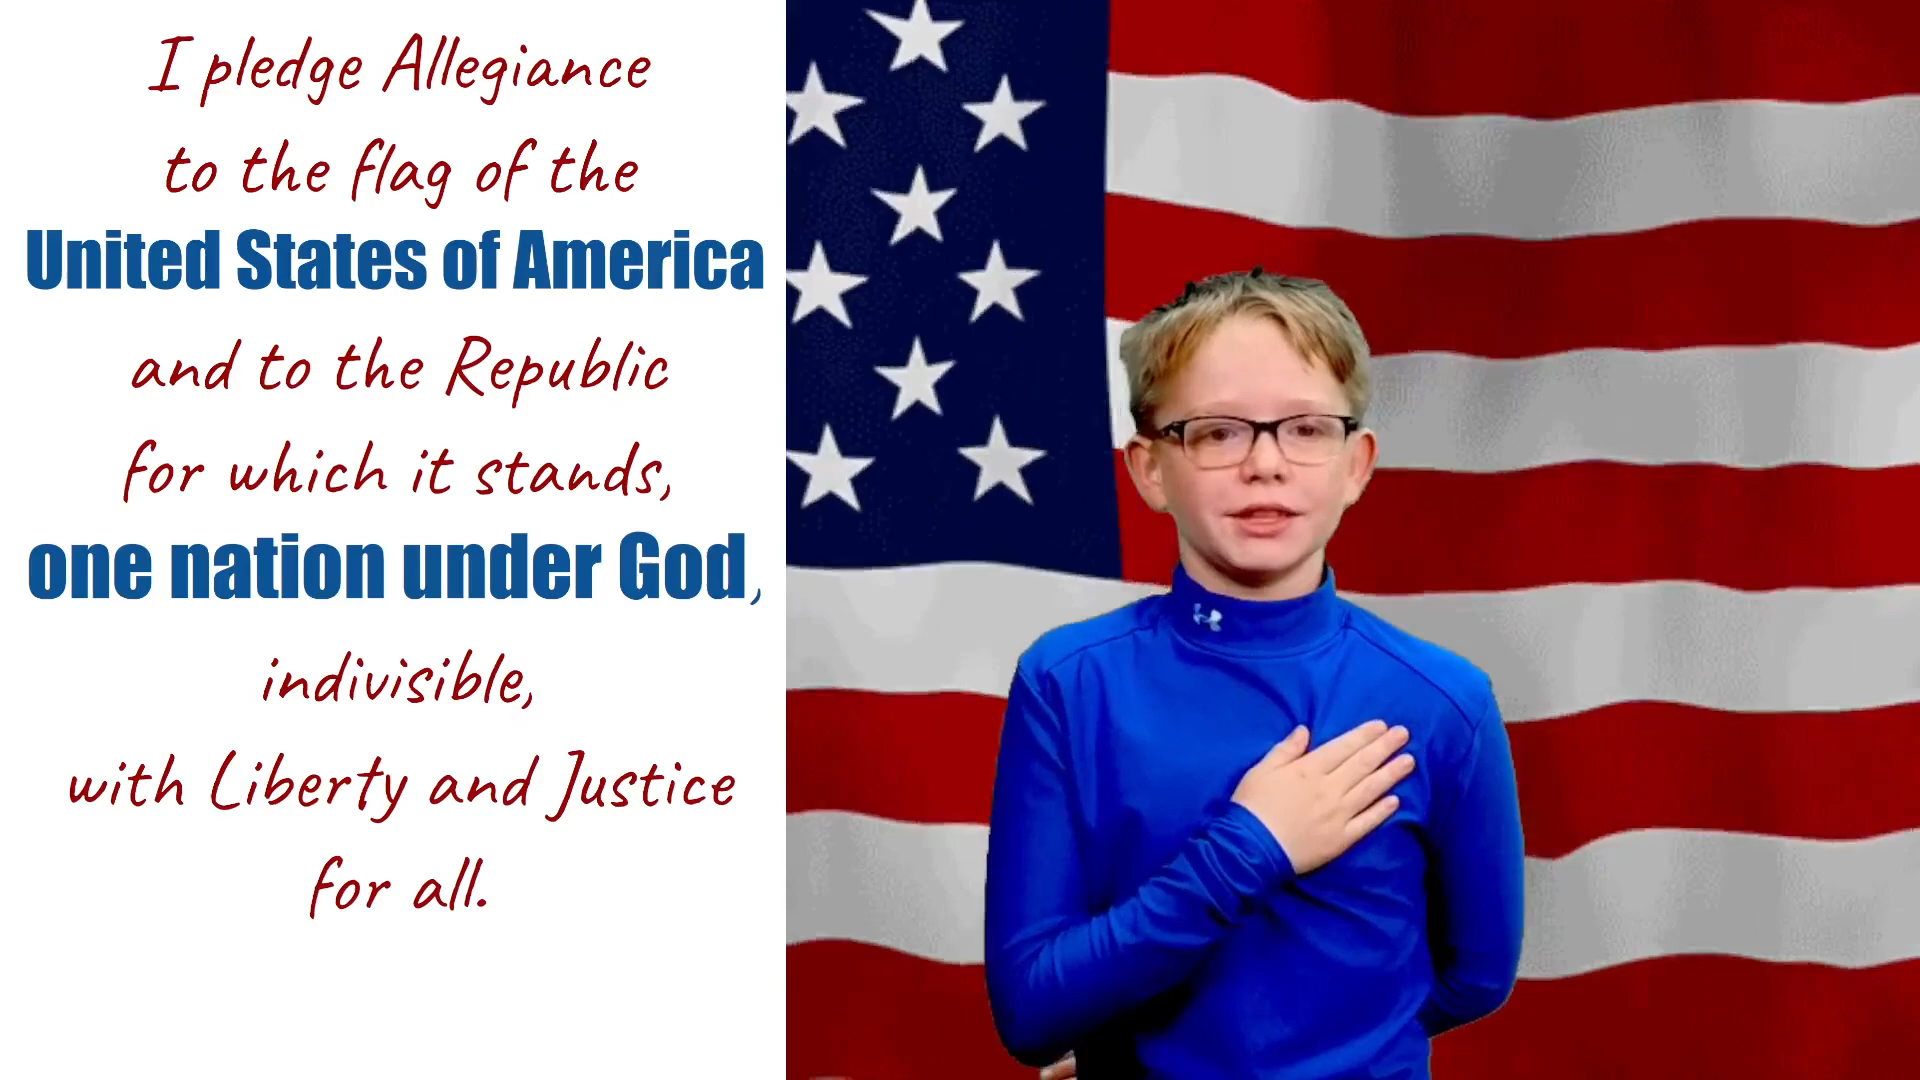 I pledge Allegiance
to the flag of the
United States of America
and to the Republic
for which it stands,
one nation under God,
indivisible,
with Liberty and Justice
for all.